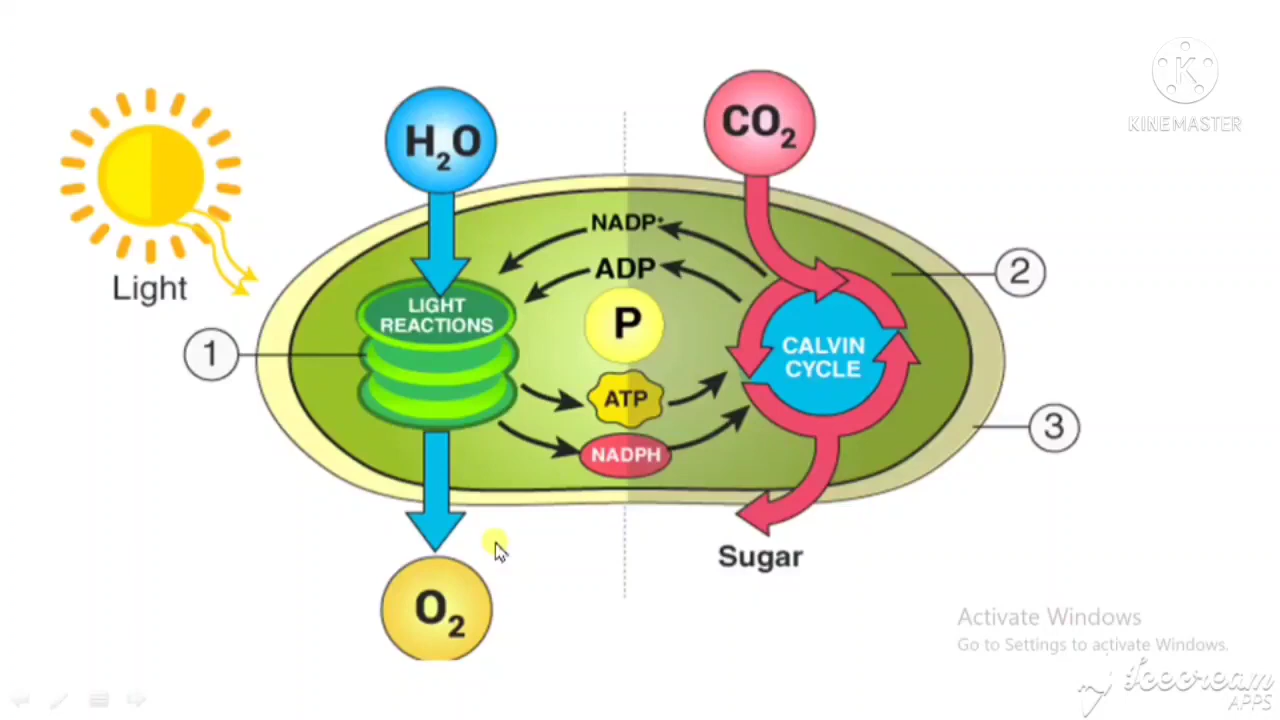 H2O
CO2
KINEMASTER
Light
NADP+
ADP
LIGHT
REACTIONS
P
1
2
CALVIN
CYCLE
ATP
NADPH
3
Sugar
O2
Activate Windows
Go to Settings to activate Windows.
Icecream
APPS